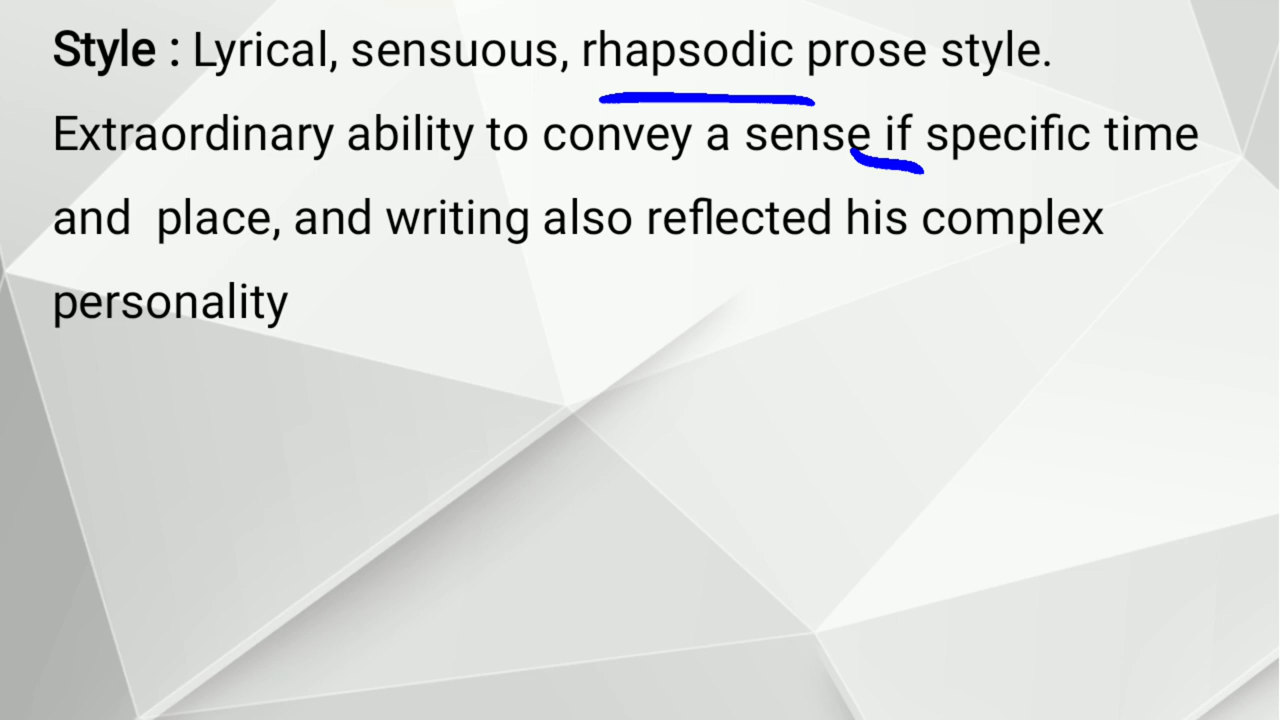 Style : Lyrical, sensuous, rhapsodic prose style.
Extraordinary ability to convey a sense if specific time
and  place, and writing also reflected his complex
personality